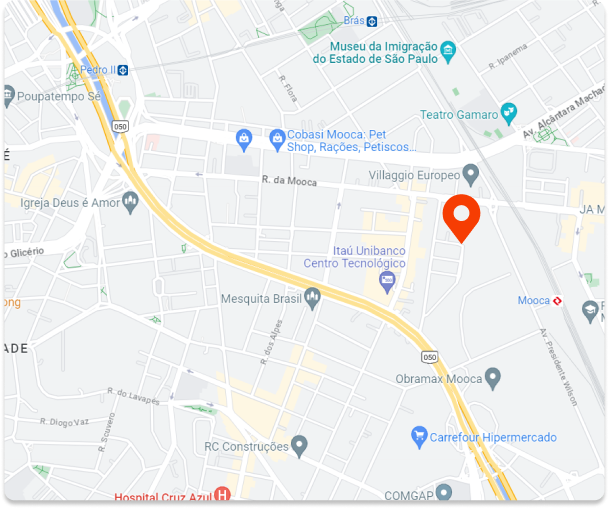 Brás
Museu da Imigração
do Estado de São Paulo
R. Ipanema
Pedro II
R. Flora
Poupatempo Sé
Teatro Gamaro
Av. Alcântara Machad
050
Cobasi Mooca: Pet
Shop, Rações, Petiscos...
É
Villaggio Europeo
R. da Mooca
Igreja Deus é Amor
JA M
o Glicério
Itaú Unibanco
Centro Tecnológico
ong
Mesquita Brasil
Mooca
F
M
R. dos Alpes
Av. Presidente Wilson
ADE
050
Obramax Mooca
R. do Lavapés
R. Diogo Vaz
R. Scuvero
RC Construções
Carrefour Hipermercado
Hospital Cruz Azul
H
COMGAP